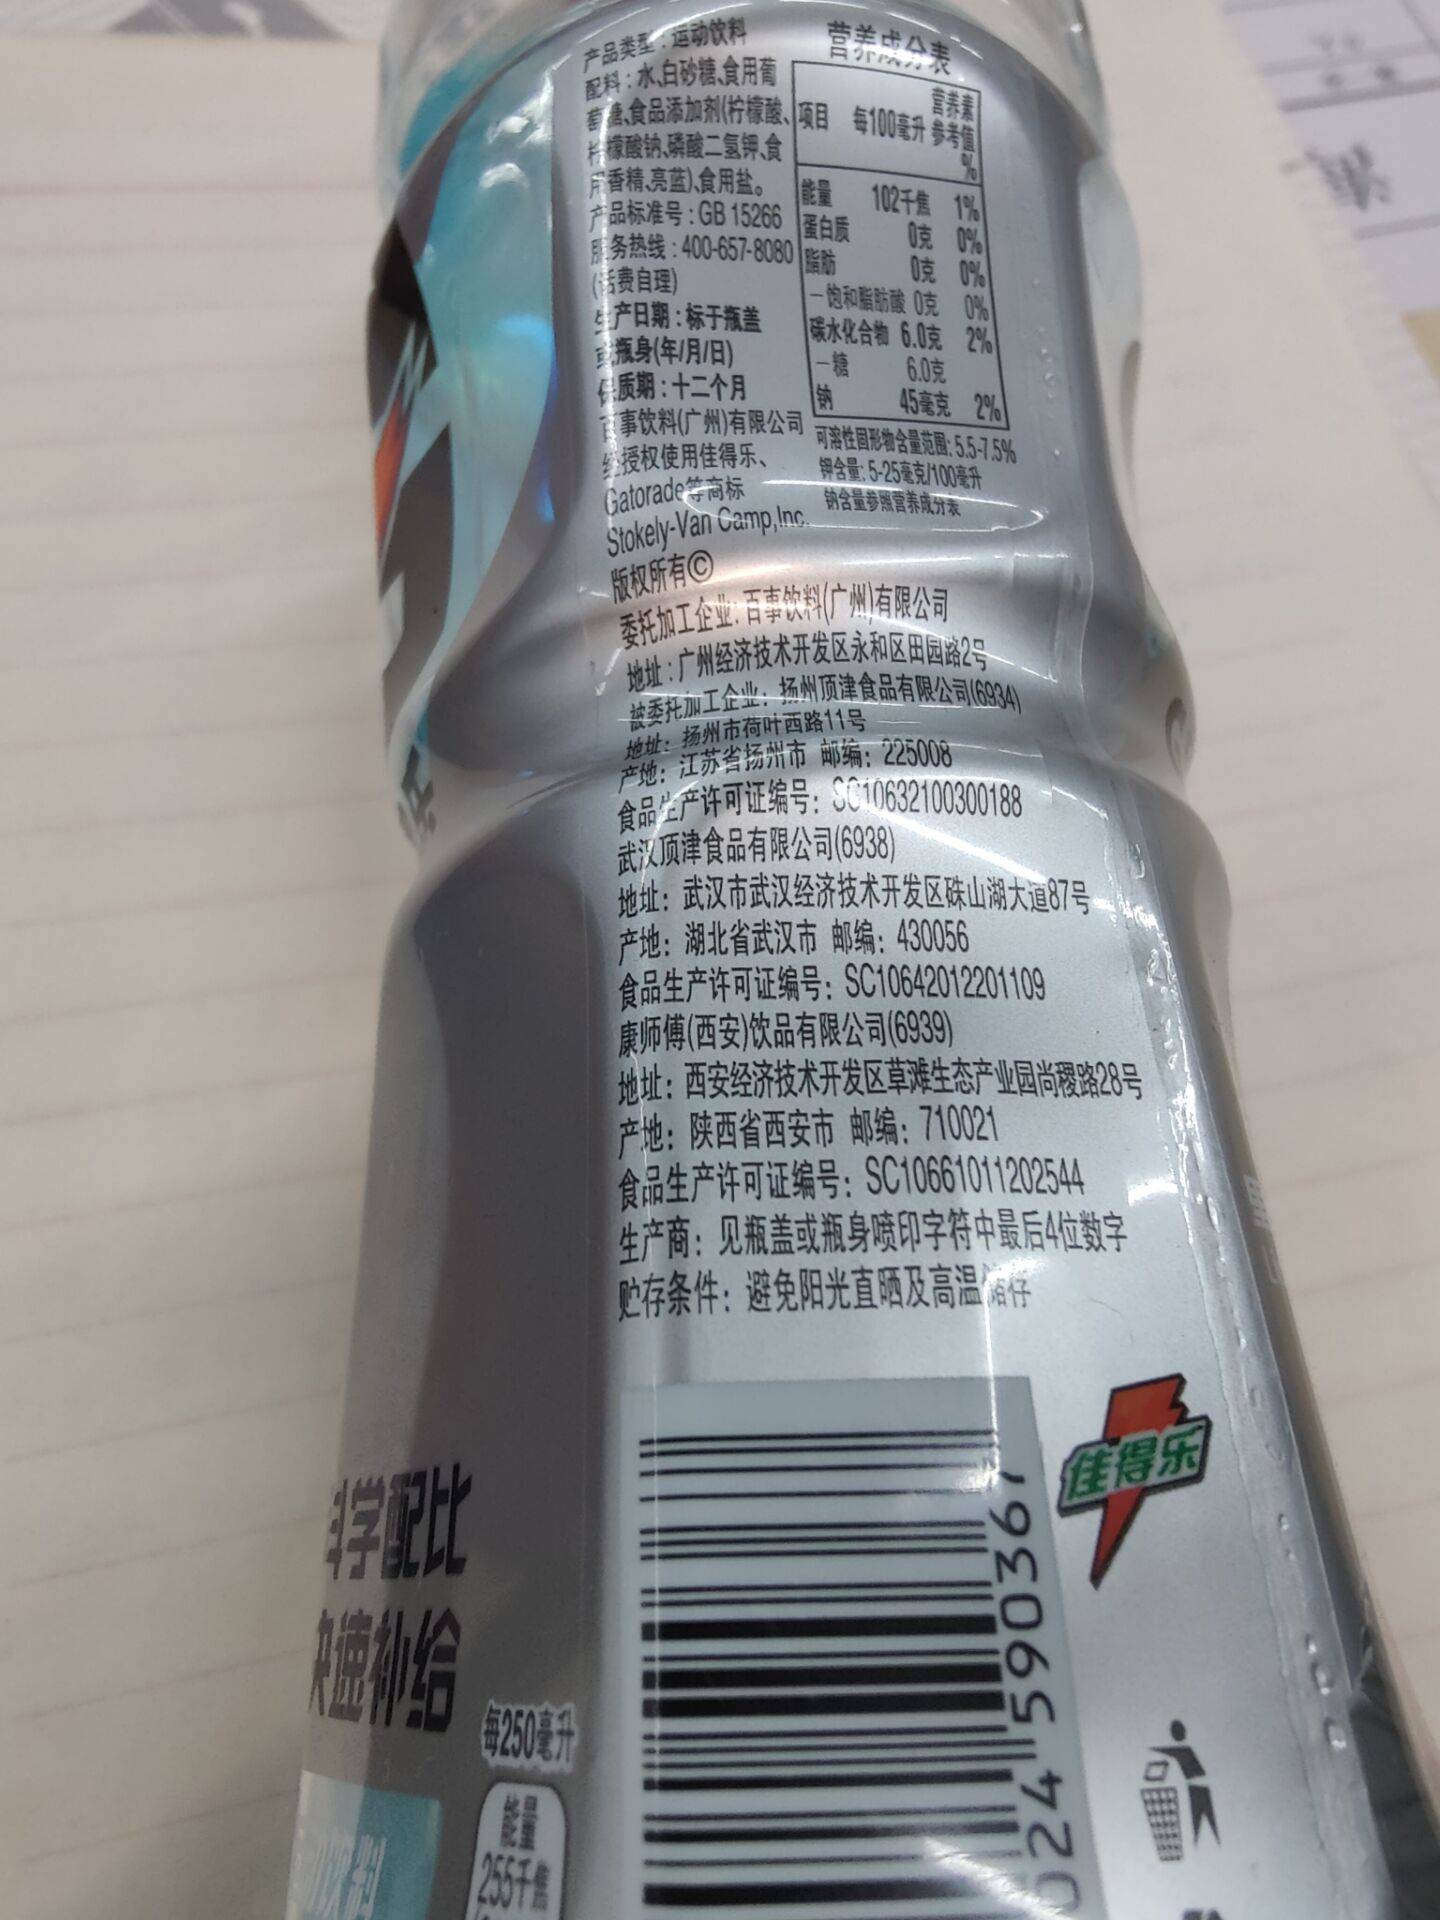 产品类型：运动饮料
配料：水、白砂糖、食用葡
萄糖、食品添加剂(柠檬酸、
柠檬酸钠、磷酸二氢钾、食
用香精、亮蓝)、食用盐。
产品标准号：GB 15266
服务热线：400-657-8080
(话费自理)
生产日期：标于瓶盖
或瓶身(年/月/日)
保质期：十二个月
百事饮料(广州)有限公司
经授权使用佳得乐、
Gatorade等商标
Stokely-Van Camp,Inc.
版权所有©
营养成分表
项目 每100毫升 营养素参考值%
能量 102千焦 1%
蛋白质 0克 0%
脂肪 0克 0%
—饱和脂肪酸 0克 0%
碳水化合物 6.0克 2%
—糖 6.0克
钠 45毫克 2%
可溶性固形物含量范围：5.5-7.5%
钾含量：5-25毫克/100毫升
钠含量参照营养成分表
委托加工企业：百事饮料(广州)有限公司
地址：广州经济技术开发区永和区田园路2号
被委托加工企业：扬州顶津食品有限公司(6934)
地址：扬州市荷叶西路11号
产地：江苏省扬州市 邮编：225008
食品生产许可证编号：SC10632100300188
武汉顶津食品有限公司(6938)
地址：武汉市武汉经济技术开发区硃山湖大道87号
产地：湖北省武汉市 邮编：430056
食品生产许可证编号：SC10642012201109
康师傅(西安)饮品有限公司(6939)
地址：西安经济技术开发区草滩生态产业园尚稷路28号
产地：陕西省西安市 邮编：710021
食品生产许可证编号：SC10661011202544
生产商：见瓶盖或瓶身喷印字符中最后4位数字
贮存条件：避免阳光直晒及高温储存
佳得乐
024590367
科学配比
快速补给
每250毫升
能量
255千焦
饮料